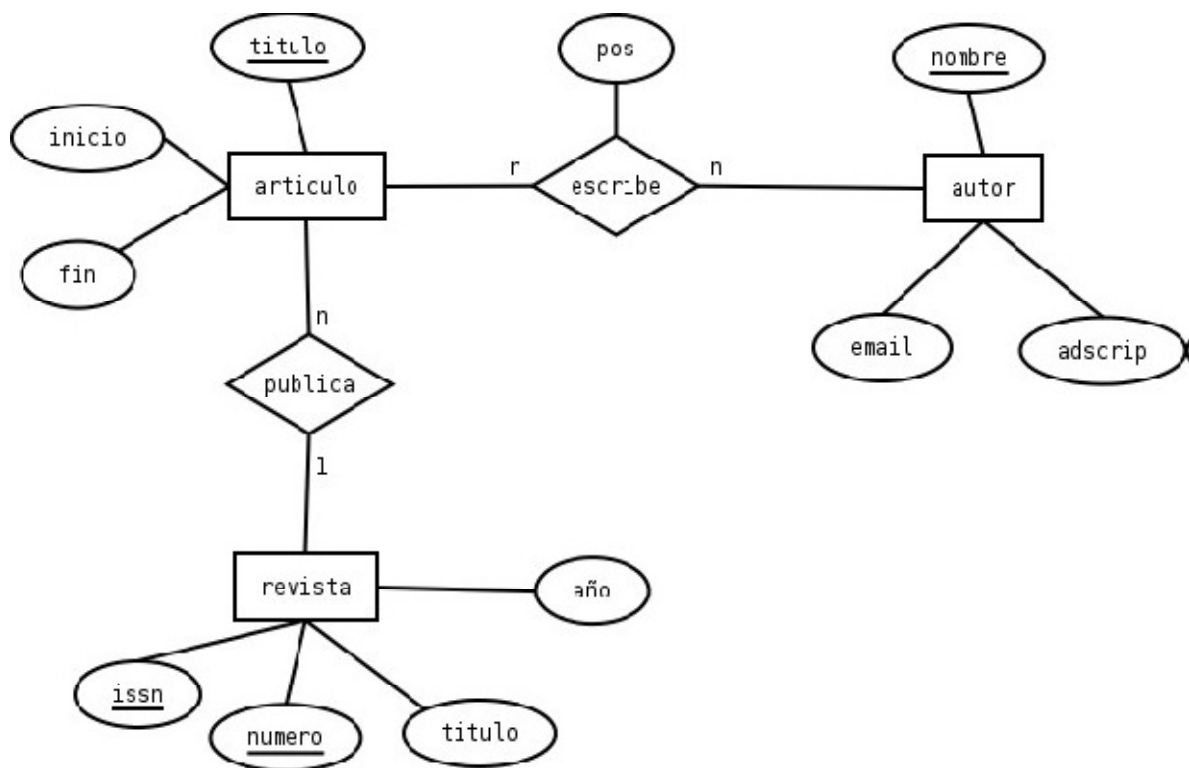 titulo
pos
nombre
inicio
articulo
r
escribe
n
autor
fin
n
email
adscrip
publica
1
revista
año
issn
numero
titulo